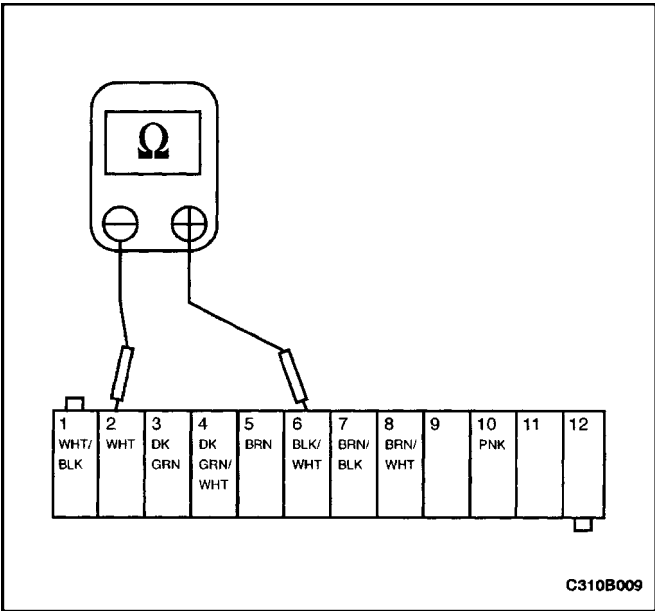 Ω
1 2 3 4 5 6 7 8 9 10 11 12
WHT/ WHT DK DK BRN BLK/ BRN/ BRN/ PNK
BLK GRN GRN/ WHT BLK WHT
WHT
C310B009